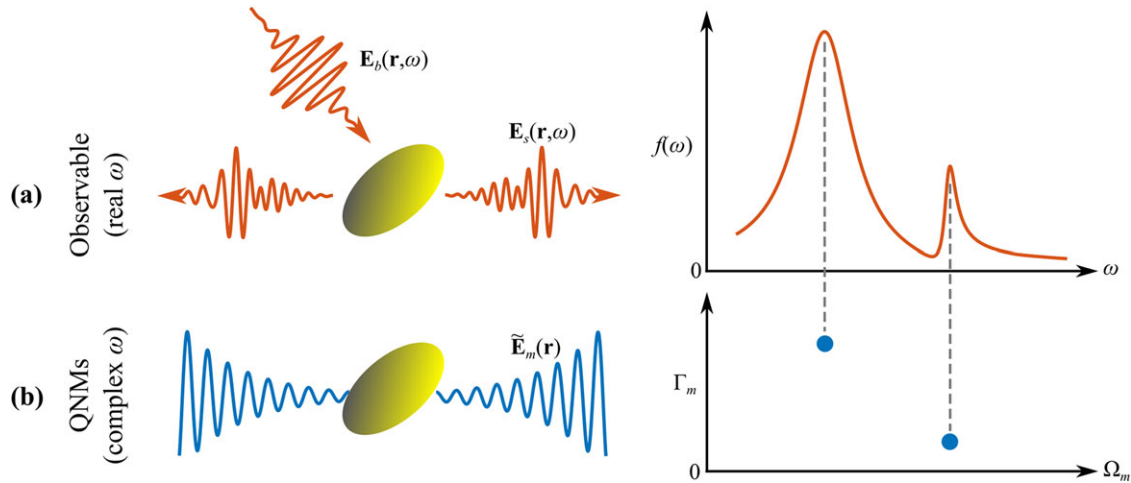 E_b(r,ω)
E_s(r,ω)
(a)
Observable
(real ω)
f(ω)
0
ω
Ẽ_m(r)
(b)
QNMs
(complex ω)
Γ_m
0
Ω_m